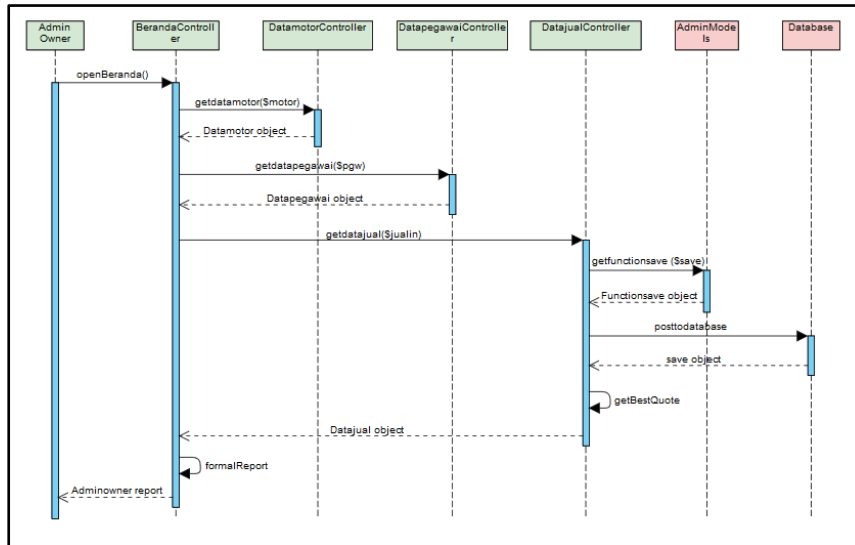 Admin
Owner
BerandaControll
er
DatamotorController
DatapegawaiControlle
r
DatajualController
AdminMode
ls
Database
openBeranda()
getdatamotor($motor)
Datamotor object
getdatapegawai($pgw)
Datapegawai object
getdatajual($jualin)
getfunctionsave ($save)
Functionsave object
posttodatabase
save object
getBestQuote
Datajual object
formalReport
Adminowner report